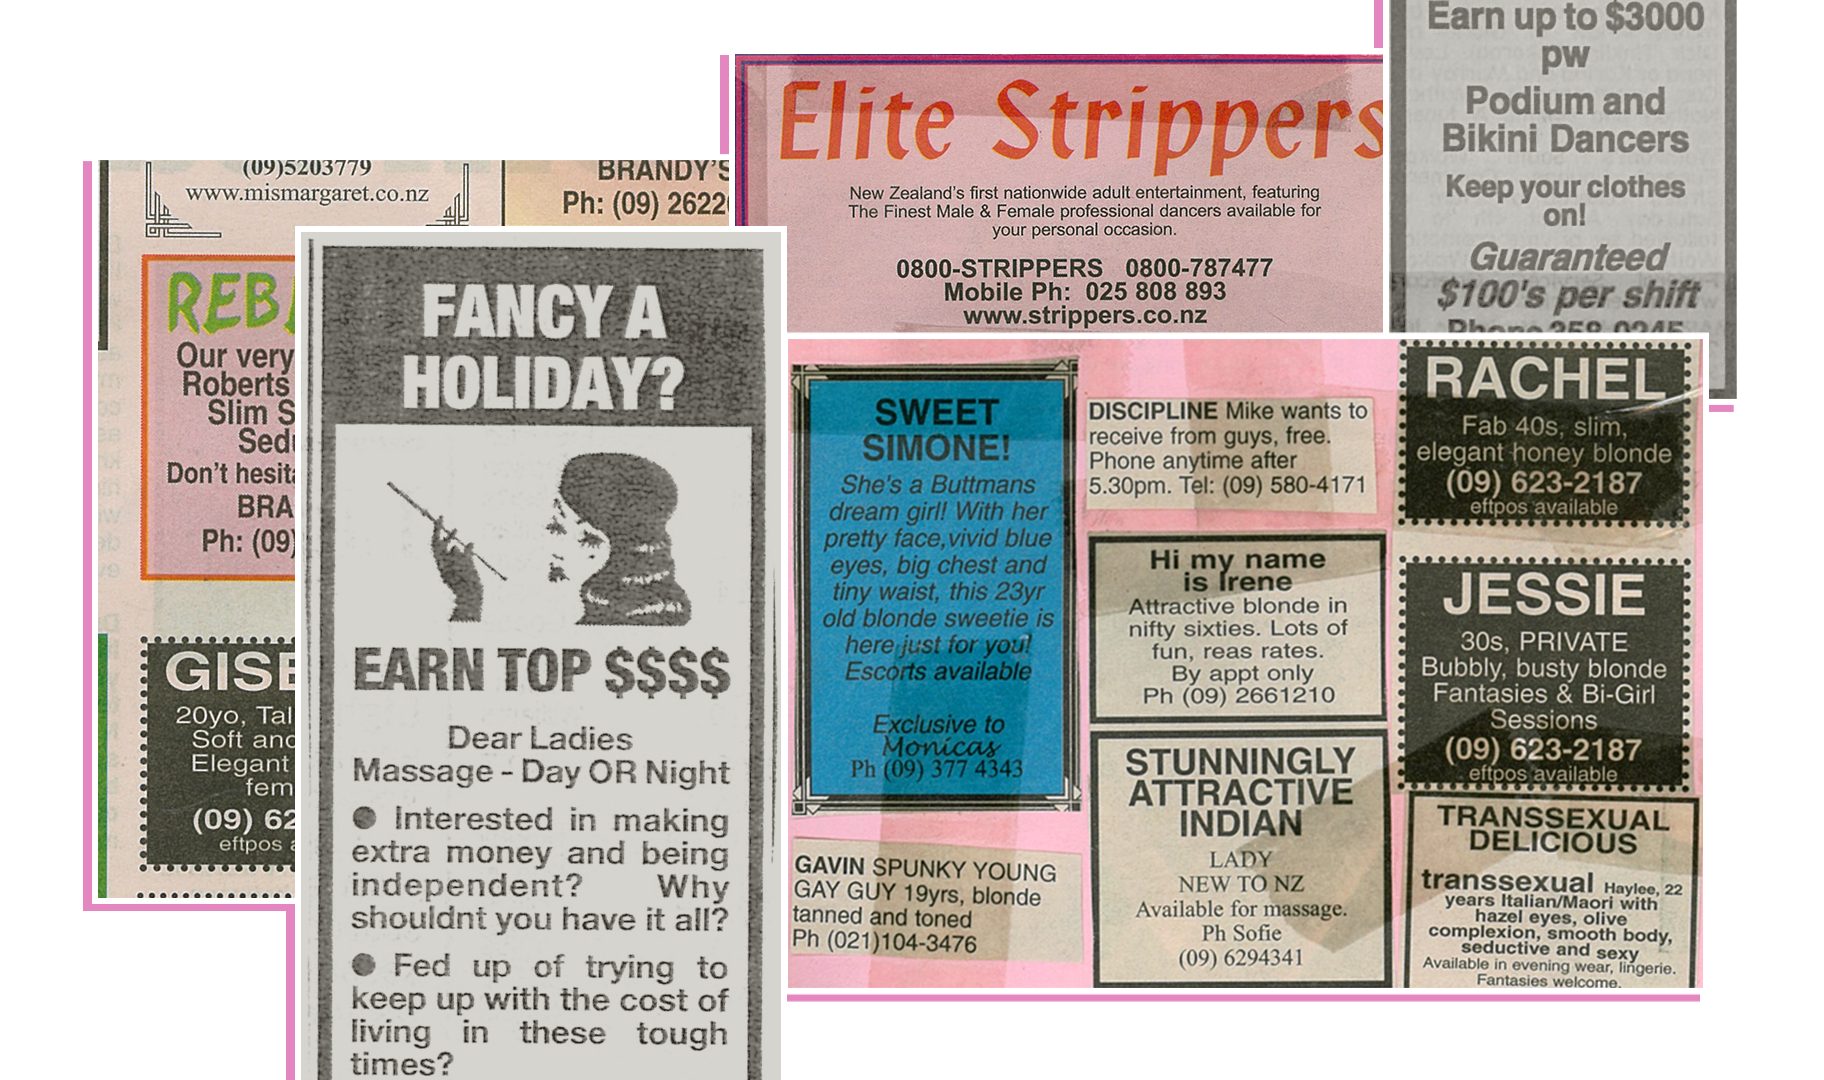 (09)5203779
www.mismargaret.co.nz
BRANDY'S
Ph: (09) 2622
REBA
Our very
Roberts
Slim S
Sedu
Don't hesita
BRA
Ph: (09)
GISE
20yo, Tal
Soft and
Elegant
fem
(09) 62
eftpos a
FANCY A
HOLIDAY?
EARN TOP $$$$
Dear Ladies
Massage - Day OR Night
● Interested in making
extra money and being
independent? Why
shouldnt you have it all?
● Fed up of trying to
keep up with the cost of
living in these tough
times?
Elite Strippers
New Zealand's first nationwide adult entertainment, featuring
The Finest Male & Female professional dancers available for
your personal occasion.
0800-STRIPPERS 0800-787477
Mobile Ph: 025 808 893
www.strippers.co.nz
Earn up to $3000
pw
Podium and
Bikini Dancers
Keep your clothes
on!
Guaranteed
$100's per shift
Phone 358-0245
SWEET
SIMONE!
She's a Buttmans
dream girl! With her
pretty face,vivid blue
eyes, big chest and
tiny waist, this 23yr
old blonde sweetie is
here just for you!
Escorts available
Exclusive to
Monicas
Ph (09) 377 4343
GAVIN SPUNKY YOUNG
GAY GUY 19yrs, blonde
tanned and toned
Ph (021)104-3476
DISCIPLINE Mike wants to
receive from guys, free.
Phone anytime after
5.30pm. Tel: (09) 580-4171
Hi my name
is Irene
Attractive blonde in
nifty sixties. Lots of
fun, reas rates.
By appt only
Ph (09) 2661210
STUNNINGLY
ATTRACTIVE
INDIAN
LADY
NEW TO NZ
Available for massage.
Ph Sofie
(09) 6294341
RACHEL
Fab 40s, slim,
elegant honey blonde
(09) 623-2187
eftpos available
JESSIE
30s, PRIVATE
Bubbly, busty blonde
Fantasies & Bi-Girl
Sessions
(09) 623-2187
eftpos available
TRANSSEXUAL
DELICIOUS
transsexual Haylee, 22
years Italian/Maori with
hazel eyes, olive
complexion, smooth body,
seductive and sexy
Available in evening wear, lingerie.
Fantasies welcome.